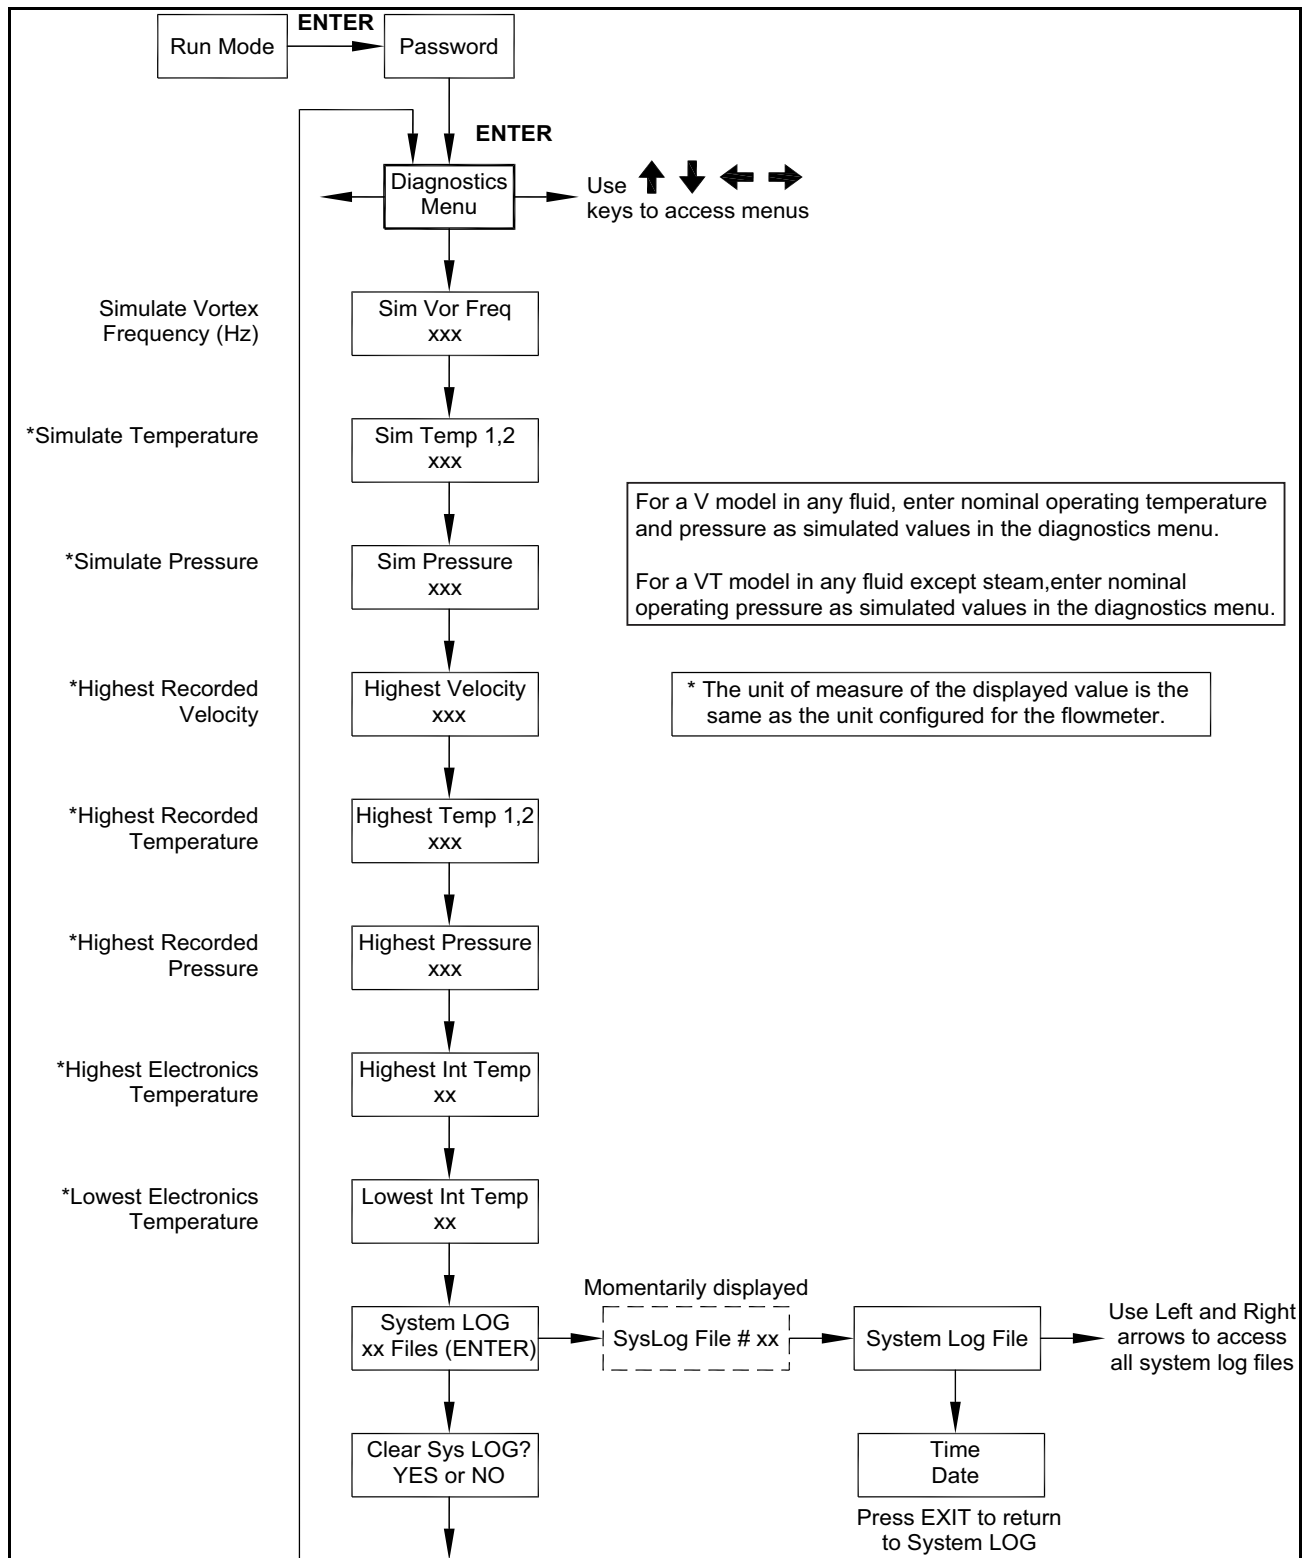 ENTER
Run Mode
Password
ENTER
Diagnostics
Menu
Use
keys to access menus
Simulate Vortex
Frequency (Hz)
Sim Vor Freq
xxx
*Simulate Temperature
Sim Temp 1,2
xxx
For a V model in any fluid, enter nominal operating temperature
and pressure as simulated values in the diagnostics menu.
For a VT model in any fluid except steam,enter nominal
operating pressure as simulated values in the diagnostics menu.
*Simulate Pressure
Sim Pressure
xxx
*Highest Recorded
Velocity
Highest Velocity
xxx
* The unit of measure of the displayed value is the
same as the unit configured for the flowmeter.
*Highest Recorded
Temperature
Highest Temp 1,2
xxx
*Highest Recorded
Pressure
Highest Pressure
xxx
*Highest Electronics
Temperature
Highest Int Temp
xx
*Lowest Electronics
Temperature
Lowest Int Temp
xx
System LOG
xx Files (ENTER)
Momentarily displayed
SysLog File # xx
System Log File
Use Left and Right
arrows to access
all system log files
Clear Sys LOG?
YES or NO
Time
Date
Press EXIT to return
to System LOG